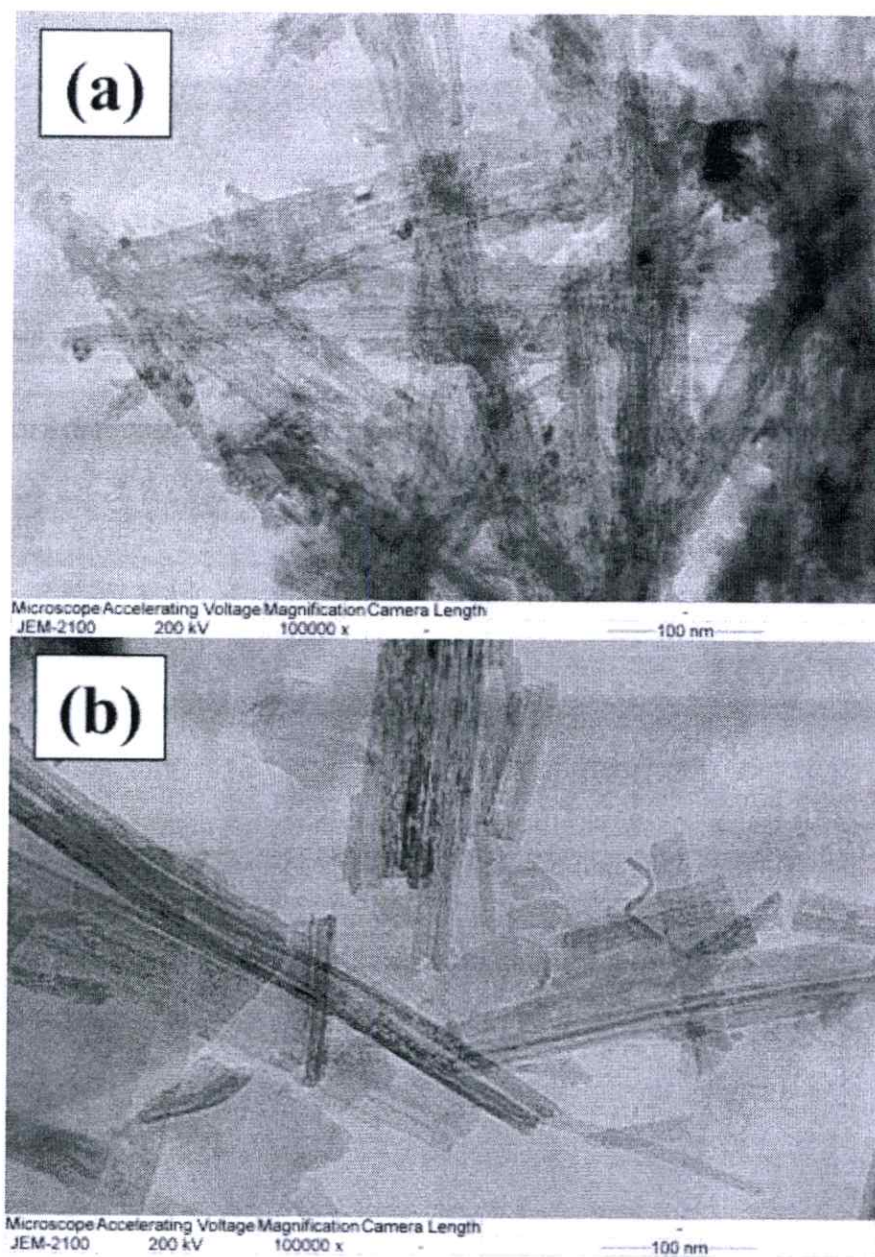 (a)
Microscope Accelerating Voltage Magnification Camera Length
JEM-2100 200 kV 100000 x - 100 nm
(b)
Microscope Accelerating Voltage Magnification Camera Length
JEM-2100 200 kV 100000 x - 100 nm